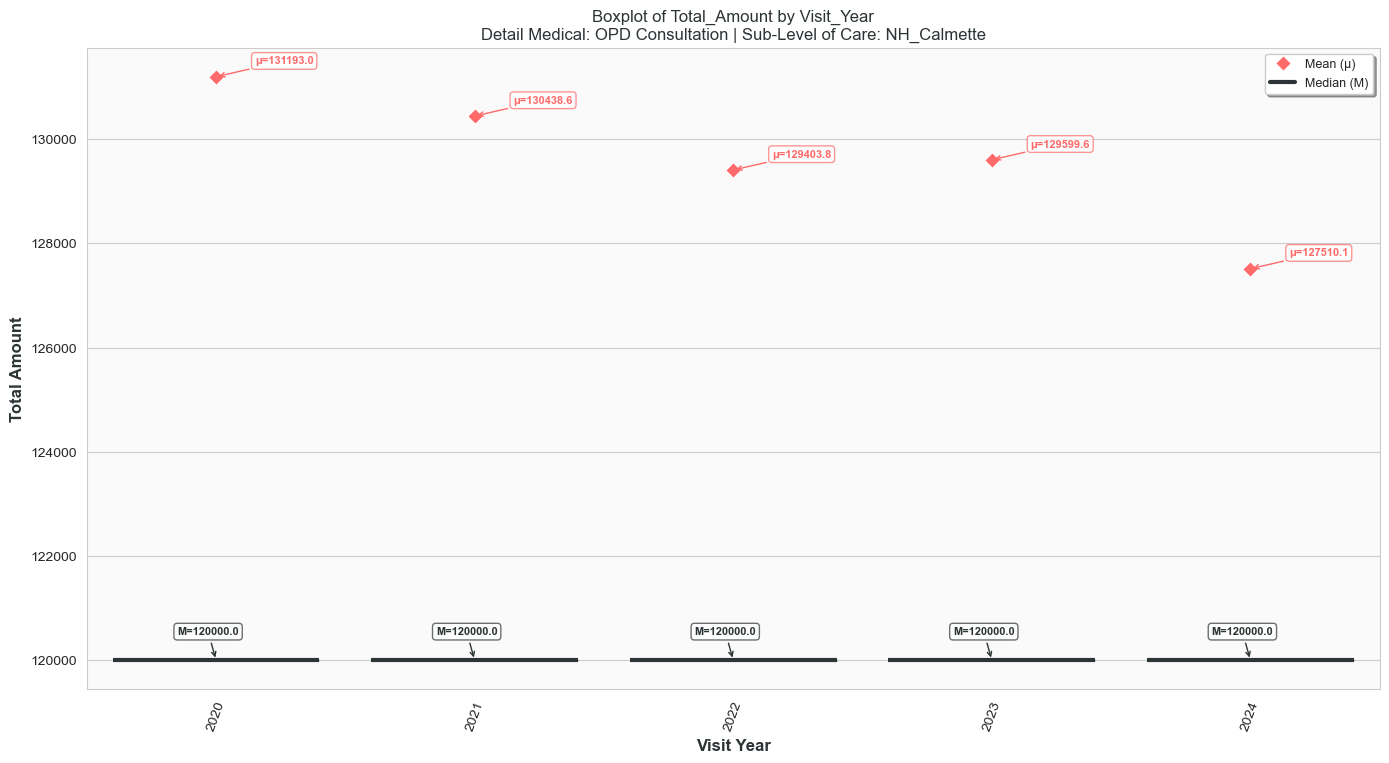 Boxplot of Total_Amount by Visit_Year
Detail Medical: OPD Consultation | Sub-Level of Care: NH_Calmette
Mean (μ)
Median (M)
μ=131193.0
μ=130438.6
μ=129403.8
μ=129599.6
μ=127510.1
130000
128000
126000
124000
122000
120000
Total Amount
M=120000.0
M=120000.0
M=120000.0
M=120000.0
M=120000.0
2020
2021
2022
2023
2024
Visit Year